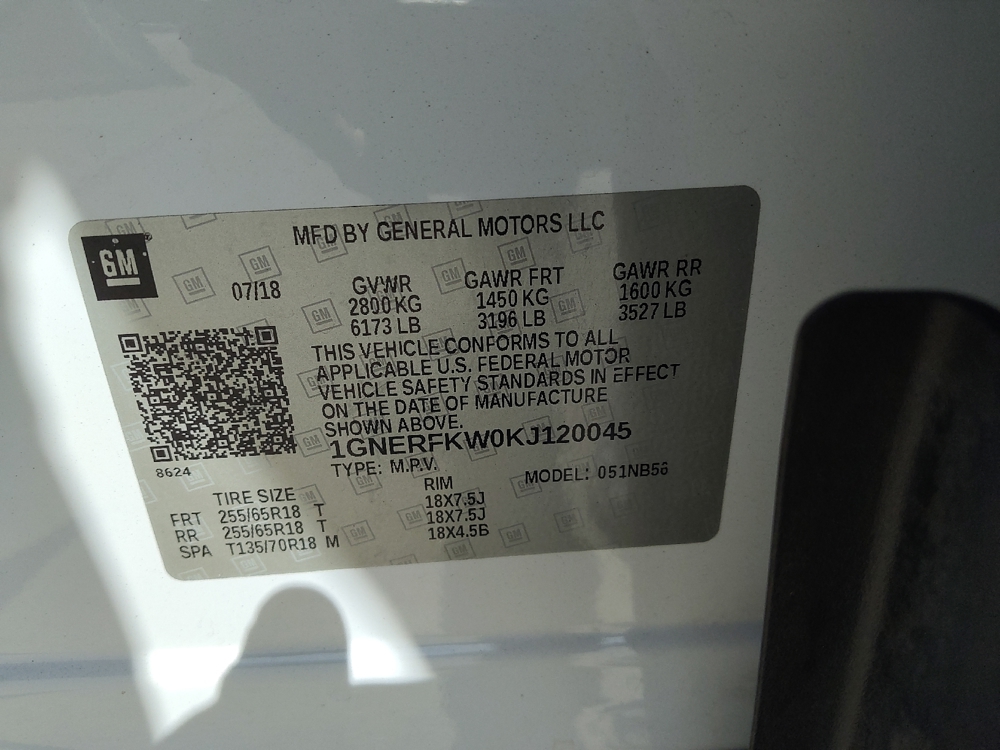 GM
MFD BY GENERAL MOTORS LLC
07/18 GVWR GAWR FRT GAWR RR
2800 KG 1450 KG 1600 KG
6173 LB 3196 LB 3527 LB
THIS VEHICLE CONFORMS TO ALL
APPLICABLE U.S. FEDERAL MOTOR
VEHICLE SAFETY STANDARDS IN EFFECT
ON THE DATE OF MANUFACTURE
SHOWN ABOVE.
1GNERFKW0KJ120045
8624
TYPE: M.P.V. MODEL: 051NB56
TIRE SIZE RIM
FRT 255/65R18 T 18X7.5J
RR 255/65R18 T 18X7.5J
SPA T135/70R18 M 18X4.5B